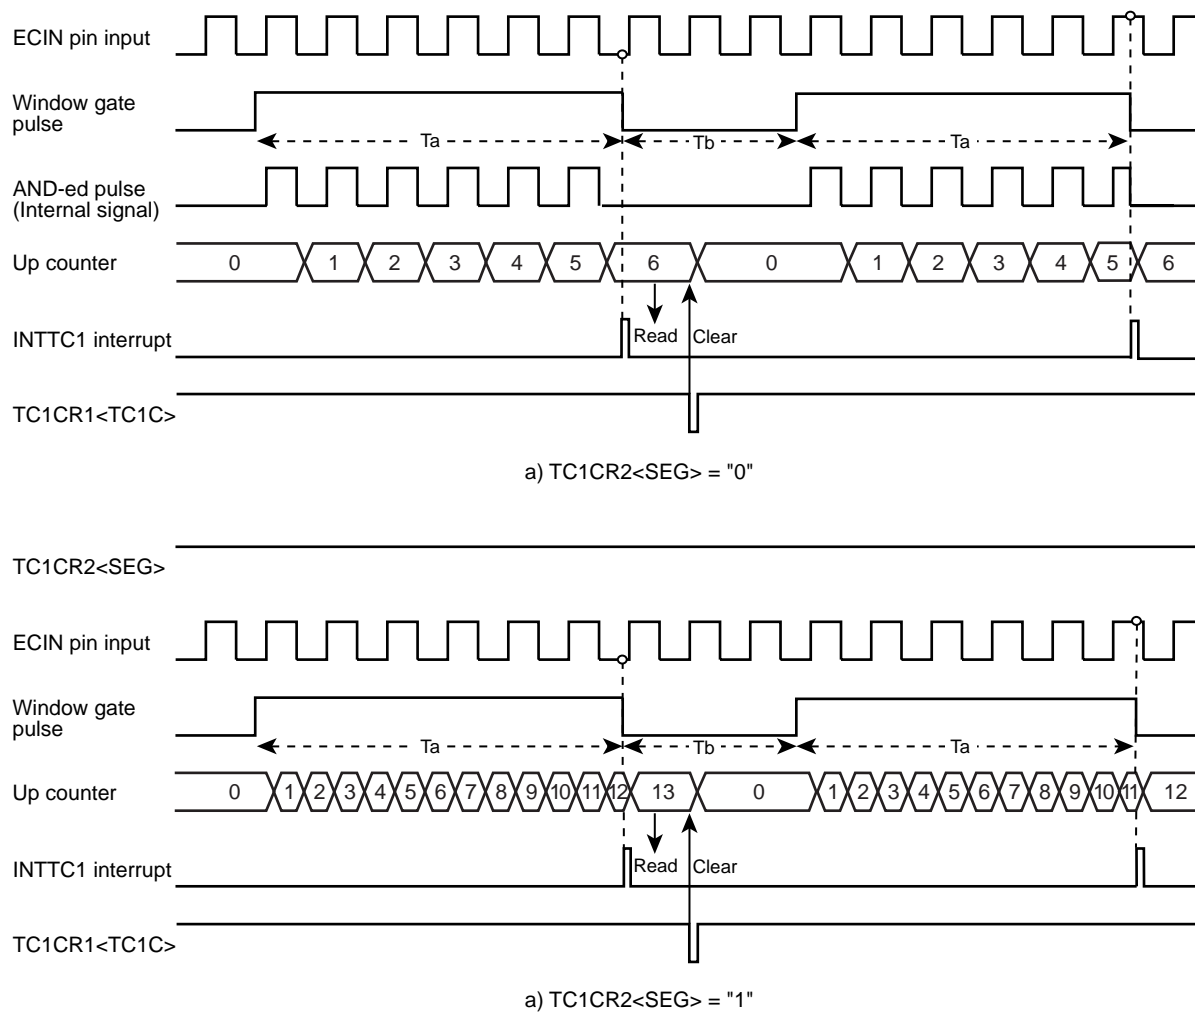 ECIN pin input
Window gate
pulse
Ta Tb Ta
AND-ed pulse
(Internal signal)
Up counter 0 1 2 3 4 5 6 0 1 2 3 4 5 6
INTTC1 interrupt Read Clear
TC1CR1<TC1C>
a) TC1CR2<SEG> = "0"
TC1CR2<SEG>
ECIN pin input
Window gate
pulse
Ta Tb Ta
Up counter 0 1 2 3 4 5 6 7 8 9 10 11 12 13 0 1 2 3 4 5 6 7 8 9 10 11 12
INTTC1 interrupt Read Clear
TC1CR1<TC1C>
a) TC1CR2<SEG> = "1"